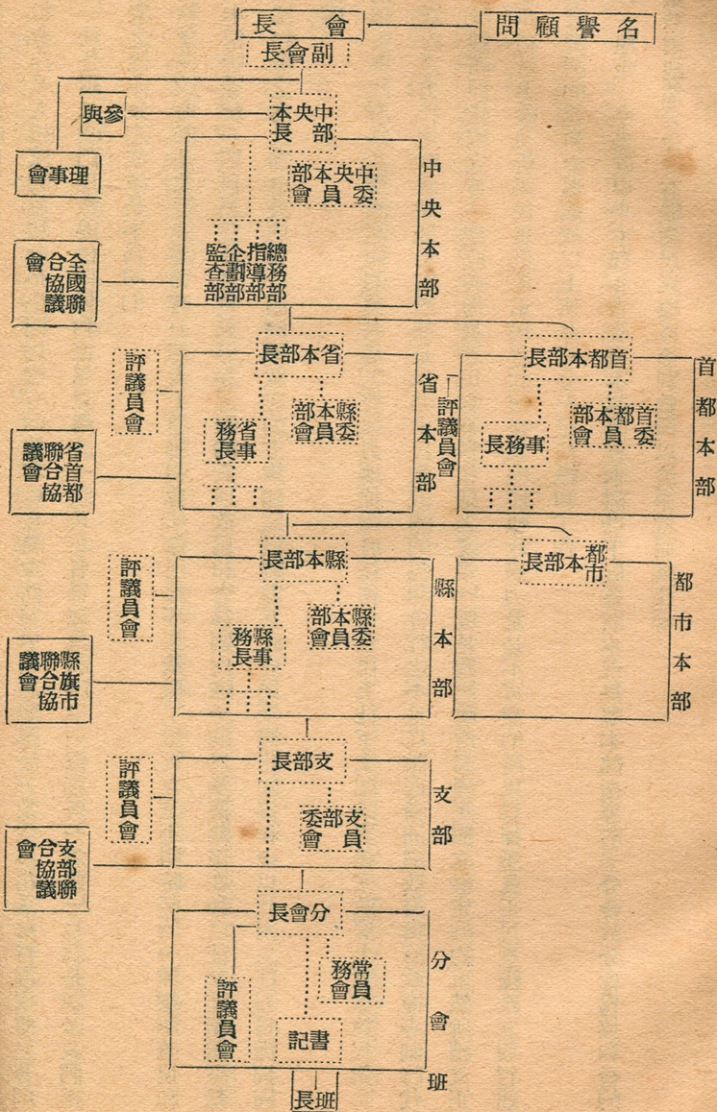 會長
名譽顧問
副會長
中央本
部長
參與
理事會
中央本部
中央本部
委員會
總務部
指導部
企劃部
監査部
全國聯
合協議
會
首都本部
首都本部長
首都本部
委員會
事務長
評議員會
省本部
省本部長
縣本部
委員會
省事
務長
評議員會
省首都
聯合協
議會
都市本部
都市
本部長
縣本部
縣本部長
縣本部
委員會
縣事
務長
評議員會
縣旗市
聯合協
議會
支部
支部長
支部委
員會
評議員會
支部聯
合協議
會
分會
分會長
常務
員會
書記
評議員會
班
班長